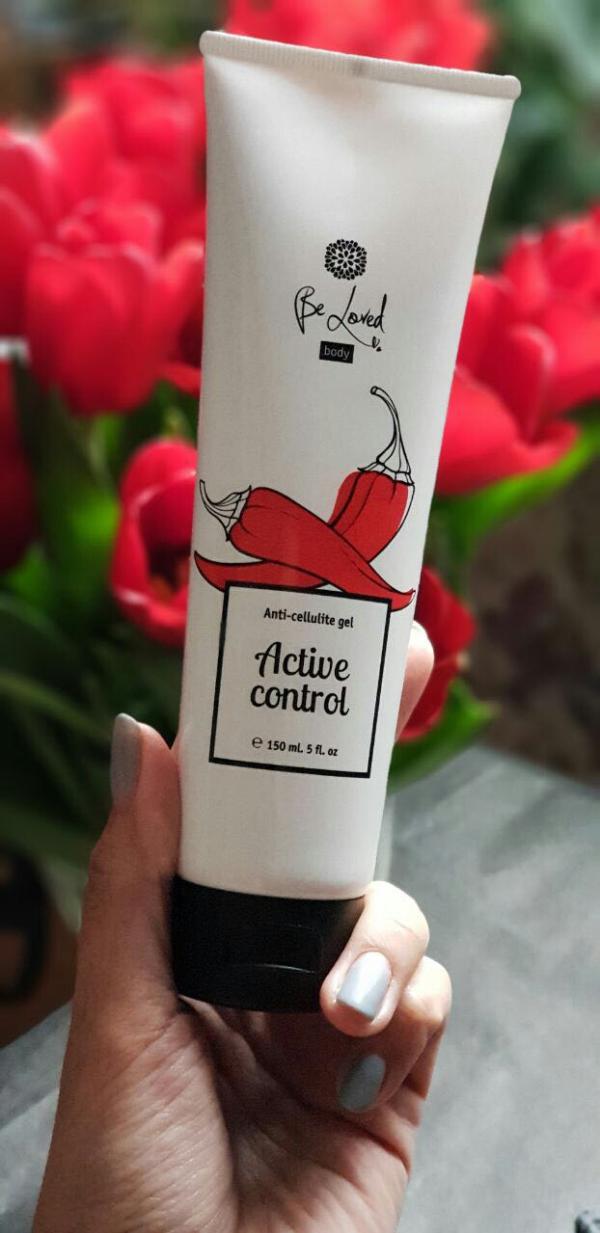 Be Loved
body
Anti-cellulite gel
Active
control
℮ 150 ml. 5 fl. oz